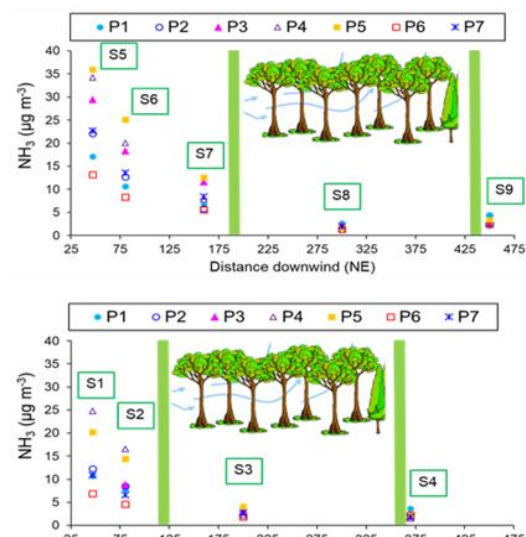 P1 P2 P3 P4 P5 P6 P7
40
35
30
25
20
15
10
5
0
NH₃ (µg m⁻³)
S5
S6
S7
S8
S9
25 75 125 175 225 275 325 375 425 475
Distance downwind (NE)
P1 P2 P3 P4 P5 P6 P7
40
35
30
25
20
15
10
5
0
NH₃ (µg m⁻³)
S1
S2
S3
S4